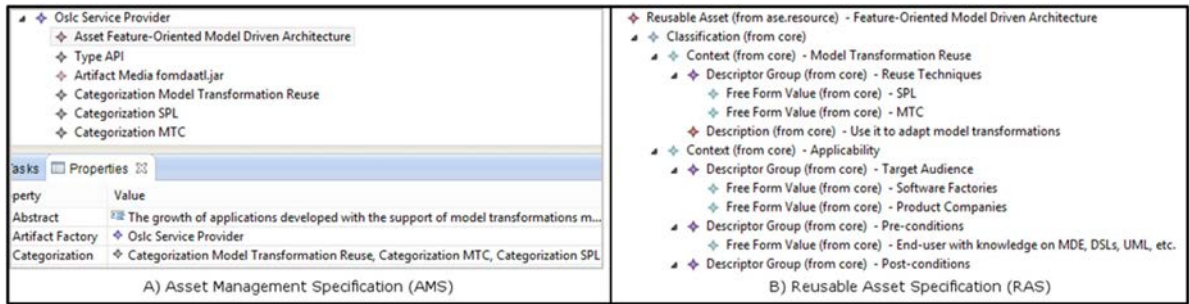 Oslc Service Provider
Asset Feature-Oriented Model Driven Architecture
Type API
Artifact Media fomdaatl.jar
Categorization Model Transformation Reuse
Categorization SPL
Categorization MTC
asks Properties
perty Value
Abstract The growth of applications developed with the support of model transformations m...
Artifact Factory Oslc Service Provider
Categorization Categorization Model Transformation Reuse, Categorization MTC, Categorization SPL
A) Asset Management Specification (AMS)
Reusable Asset (from ase.resource) - Feature-Oriented Model Driven Architecture
Classification (from core)
Context (from core) - Model Transformation Reuse
Descriptor Group (from core) - Reuse Techniques
Free Form Value (from core) - SPL
Free Form Value (from core) - MTC
Description (from core) - Use it to adapt model transformations
Context (from core) - Applicability
Descriptor Group (from core) - Target Audience
Free Form Value (from core) - Software Factories
Free Form Value (from core) - Product Companies
Descriptor Group (from core) - Pre-conditions
Free Form Value (from core) - End-user with knowledge on MDE, DSLs, UML, etc.
Descriptor Group (from core) - Post-conditions
B) Reusable Asset Specification (RAS)